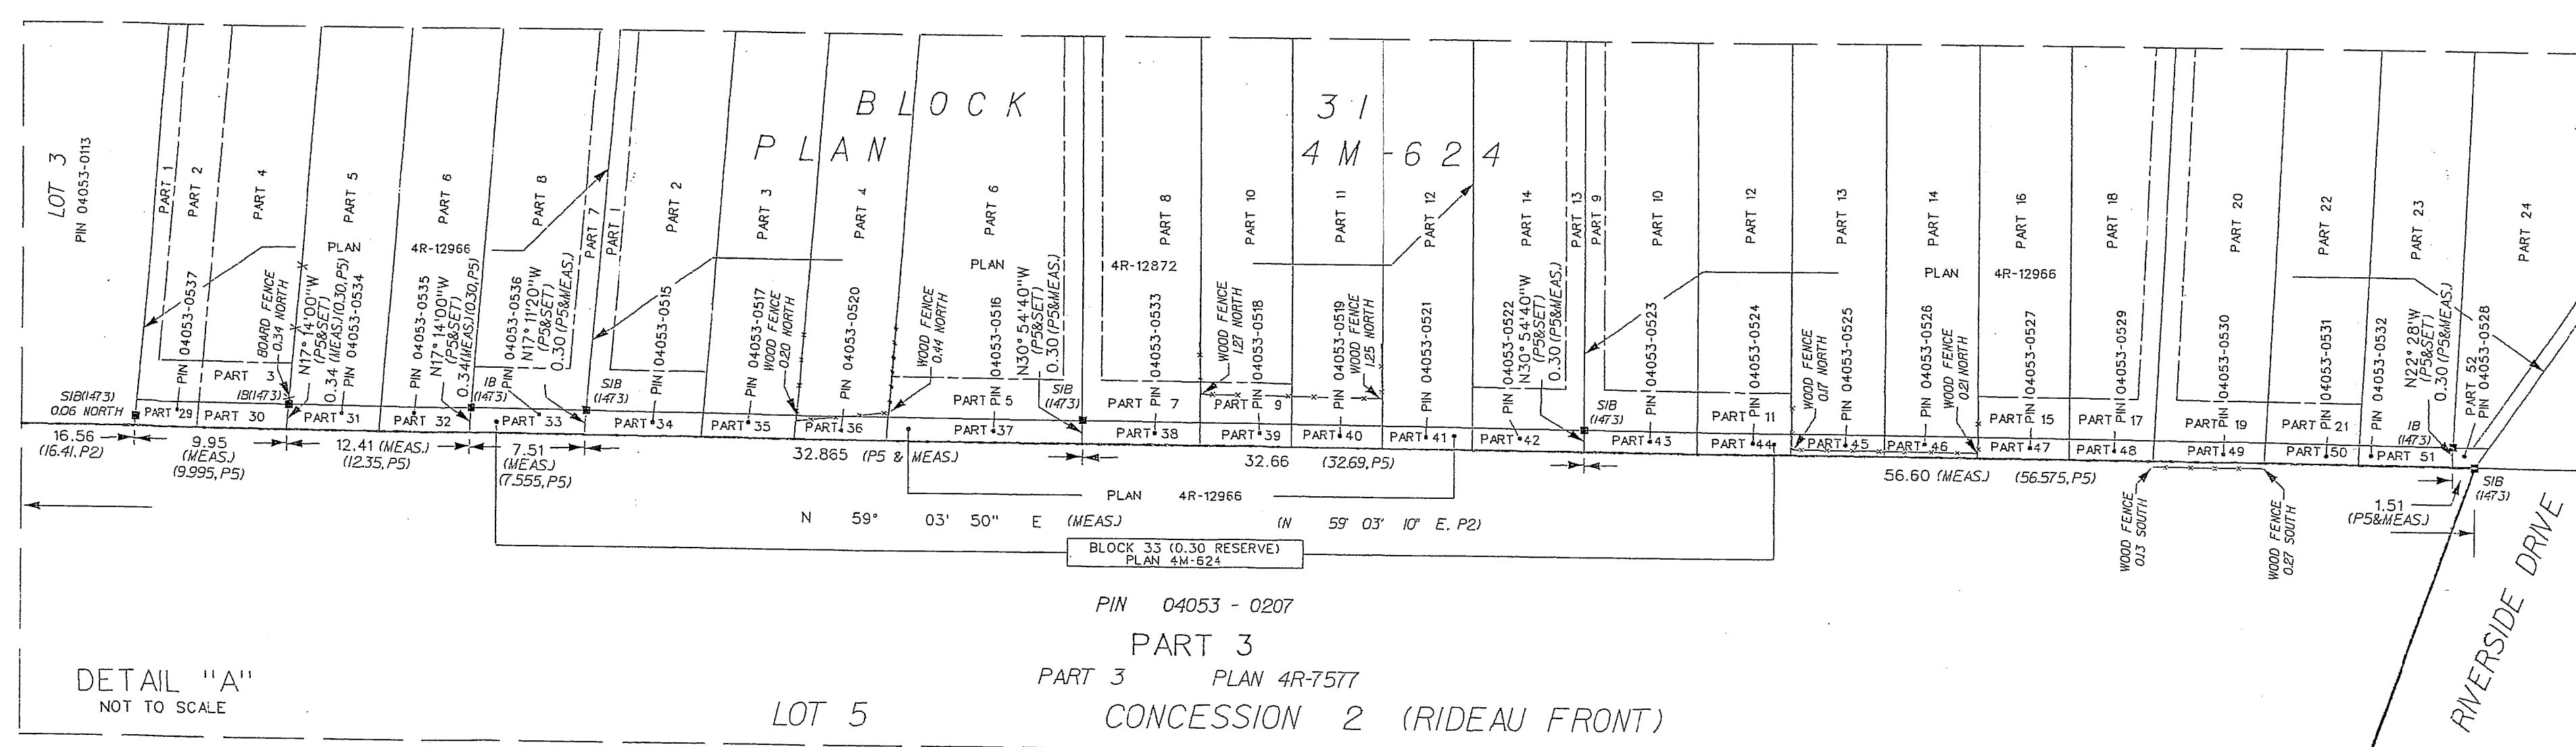 BLOCK 31
PLAN 4M-624
LOT 3
PIN 04053-0113
PART 1
PART 2
PART 4
PART 5
PART 6
PART 8
PART 7
PART 1
PART 2
PART 3
PART 4
PART 6
PART 8
PART 10
PART 11
PART 12
PART 14
PART 13
PART 9
PART 10
PART 12
PART 13
PART 14
PART 16
PART 18
PART 20
PART 22
PART 23
PART 24
PLAN 4R-12966
PLAN 4R-12872
PLAN 4R-12966
PIN 04053-0537
BOARD FENCE
0.34 NORTH
N17° 14'00"W
(P5&SET)
0.34 (MEAS.)(0.30,P5)
PIN 04053-0534
PIN 04053-0535
N17° 14'00"W
(P5&SET)
0.34(MEAS.)(0.30,P5)
PIN 04053-0536
N17° 11'20"W
(P5&SET)
0.30 (P5&MEAS.)
PIN 04053-0515
PIN 04053-0517
WOOD FENCE
0.20 NORTH
PIN 04053-0520
WOOD FENCE
0.44 NORTH
PIN 04053-0516
N30° 54'40"W
(P5&SET)
0.30 (P5&MEAS.)
PIN 04053-0533
WOOD FENCE
1.27 NORTH
PIN 04053-0518
PIN 04053-0519
WOOD FENCE
1.25 NORTH
PIN 04053-0521
PIN 04053-0522
N30° 54'40"W
(P5&SET)
0.30 (P5&MEAS.)
PIN 04053-0523
PIN 04053-0524
WOOD FENCE
0.17 NORTH
PIN 04053-0525
PIN 04053-0526
WOOD FENCE
0.21 NORTH
PIN 04053-0527
PIN 04053-0529
PIN 04053-0530
PIN 04053-0531
PIN 04053-0532
N22° 28'W
(P5&SET)
0.30 (P5&MEAS.)
PART 52
PIN 04053-0528
PART 3
PART 5
PART 7
PART 9
PART 11
PART 15
PART 17
PART 19
PART 21
SIB(1473)
0.06 NORTH
IB(1473)
IB
(1473)
SIB
(1473)
SIB
(1473)
SIB
(1473)
IB
(1473)
SIB
(1473)
PART 29
PART 30
PART 31
PART 32
PART 33
PART 34
PART 35
PART 36
PART 37
PART 38
PART 39
PART 40
PART 41
PART 42
PART 43
PART 44
PART 45
PART 46
PART 47
PART 48
PART 49
PART 50
PART 51
16.56
(16.41, P2)
9.95
(MEAS.)
(9.995, P5)
12.41 (MEAS.)
(12.35, P5)
7.51
(MEAS.)
(7.555, P5)
32.865 (P5 & MEAS.)
32.66 (32.69, P5)
56.60 (MEAS.) (56.575, P5)
1.51
(P5&MEAS.)
WOOD FENCE
0.13 SOUTH
WOOD FENCE
0.27 SOUTH
PLAN 4R-12966
N 59° 03' 50" E (MEAS.) (N 59° 03' 10" E, P2)
BLOCK 33 (0.30 RESERVE)
PLAN 4M-624
PIN 04053 - 0207
PART 3
PART 3 PLAN 4R-7577
LOT 5 CONCESSION 2 (RIDEAU FRONT)
DETAIL "A"
NOT TO SCALE
RIVERSIDE DRIVE